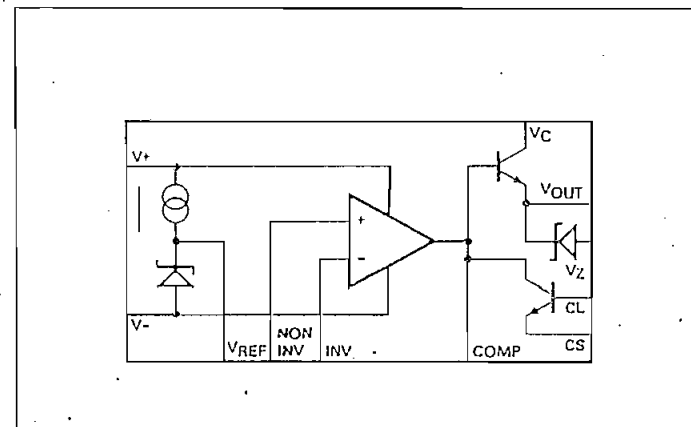 VC
V+
VOUT
+
-
VZ
CL
V-
CS
NON
VREF INV INV COMP